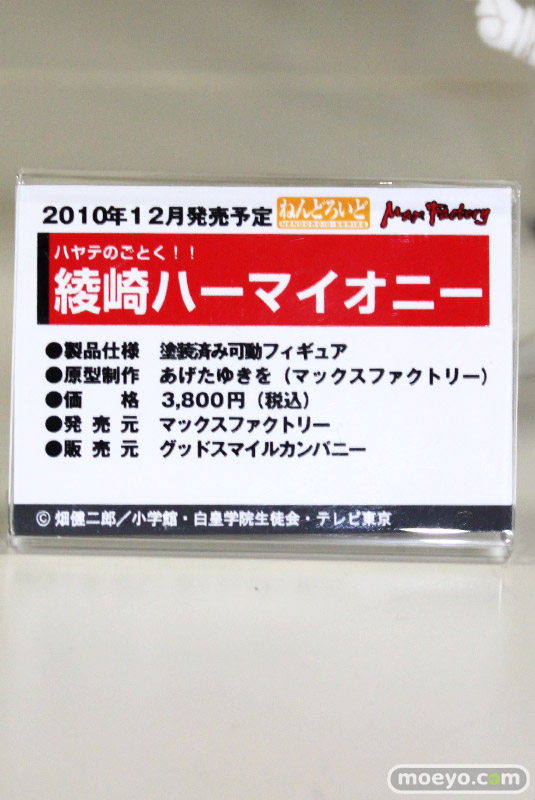 2010年12月発売予定 ねんどろいど NENDOROID SERIES Max Factory
ハヤテのごとく！！
綾崎ハーマイオニー
●製品仕様 塗装済み可動フィギュア
●原型制作 あげたゆきを（マックスファクトリー）
●価格 3,800円（税込）
●発売元 マックスファクトリー
●販売元 グッドスマイルカンパニー
© 畑健二郎／小学館・白皇学院生徒会・テレビ東京
moeyo.com